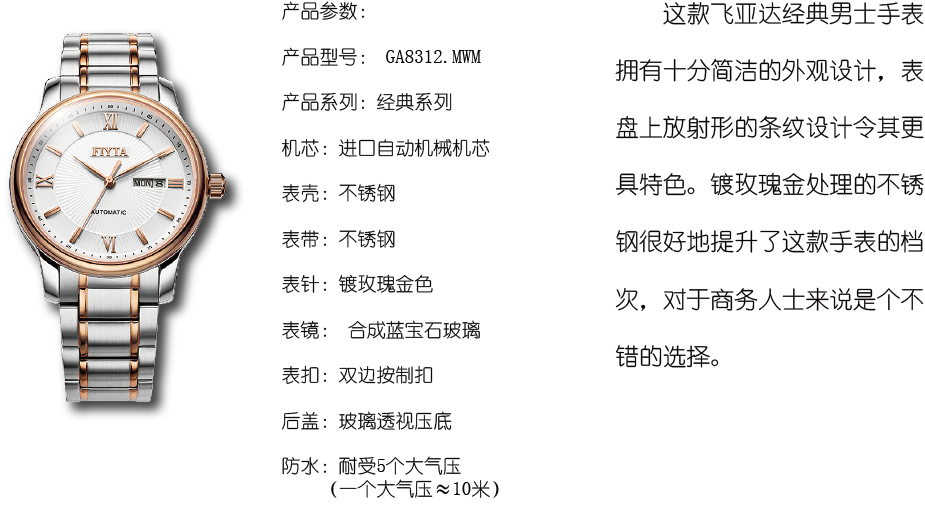 FIYTA
MON 8
AUTOMATIC
产品参数：
产品型号： GA8312.MWM
产品系列：经典系列
机芯：进口自动机械机芯
表壳：不锈钢
表带：不锈钢
表针：镀玫瑰金色
表镜： 合成蓝宝石玻璃
表扣：双边按制扣
后盖：玻璃透视压底
防水：耐受5个大气压
(一个大气压≈10米)
这款飞亚达经典男士手表
拥有十分简洁的外观设计，表
盘上放射形的条纹设计令其更
具特色。镀玫瑰金处理的不锈
钢很好地提升了这款手表的档
次，对于商务人士来说是个不
错的选择。